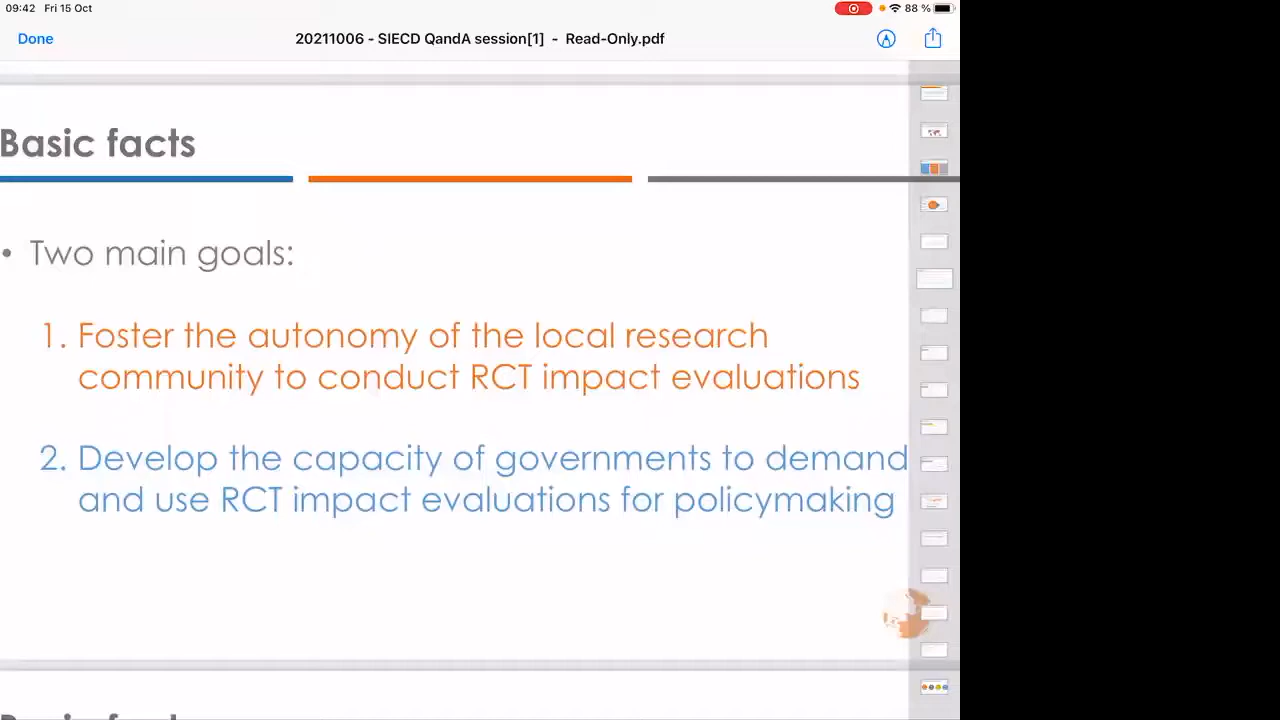 09:42 Fri 15 Oct
88 %
Done
20211006 - SIECD QandA session[1] - Read-Only.pdf
Basic facts
• Two main goals:
1. Foster the autonomy of the local research
community to conduct RCT impact evaluations
2. Develop the capacity of governments to demand
and use RCT impact evaluations for policymaking